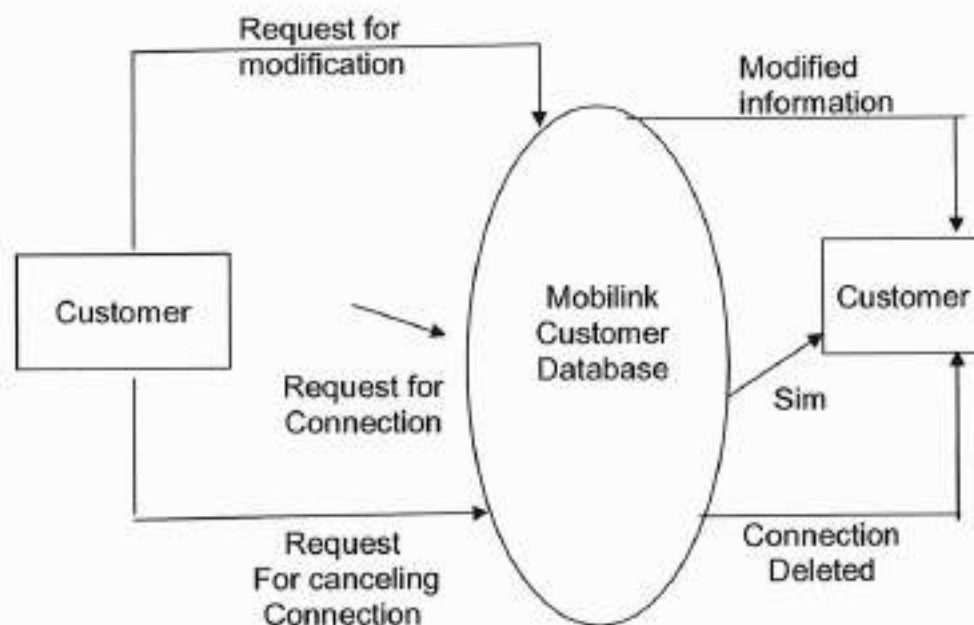 Request for
modification
Modified
information
Customer
Mobilink
Customer
Database
Customer
Request for
Connection
Sim
Request
For canceling
Connection
Connection
Deleted